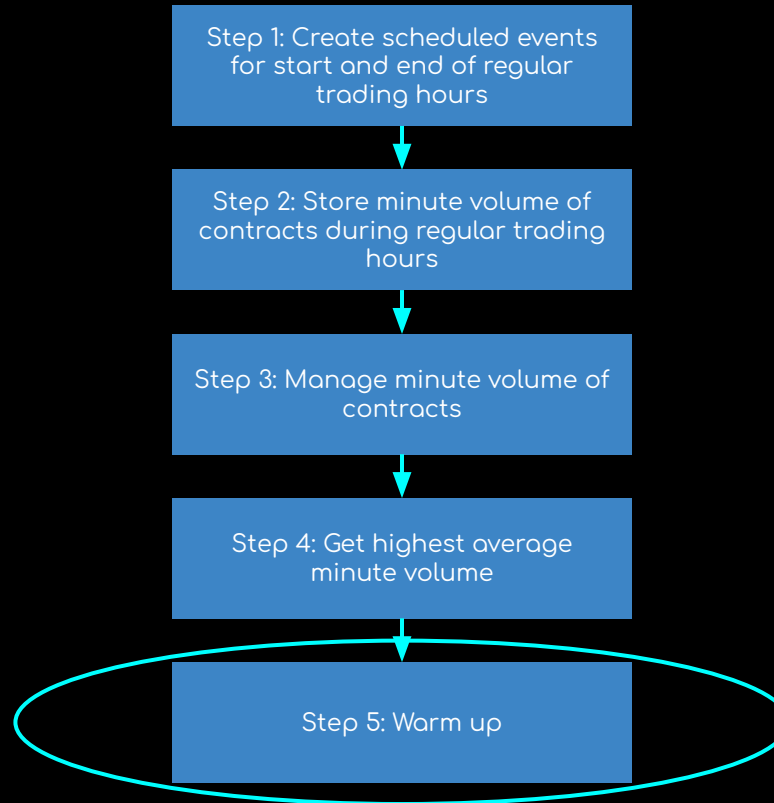 Step 1: Create scheduled events
for start and end of regular
trading hours
Step 2: Store minute volume of
contracts during regular trading
hours
Step 3: Manage minute volume of
contracts
Step 4: Get highest average
minute volume
Step 5: Warm up